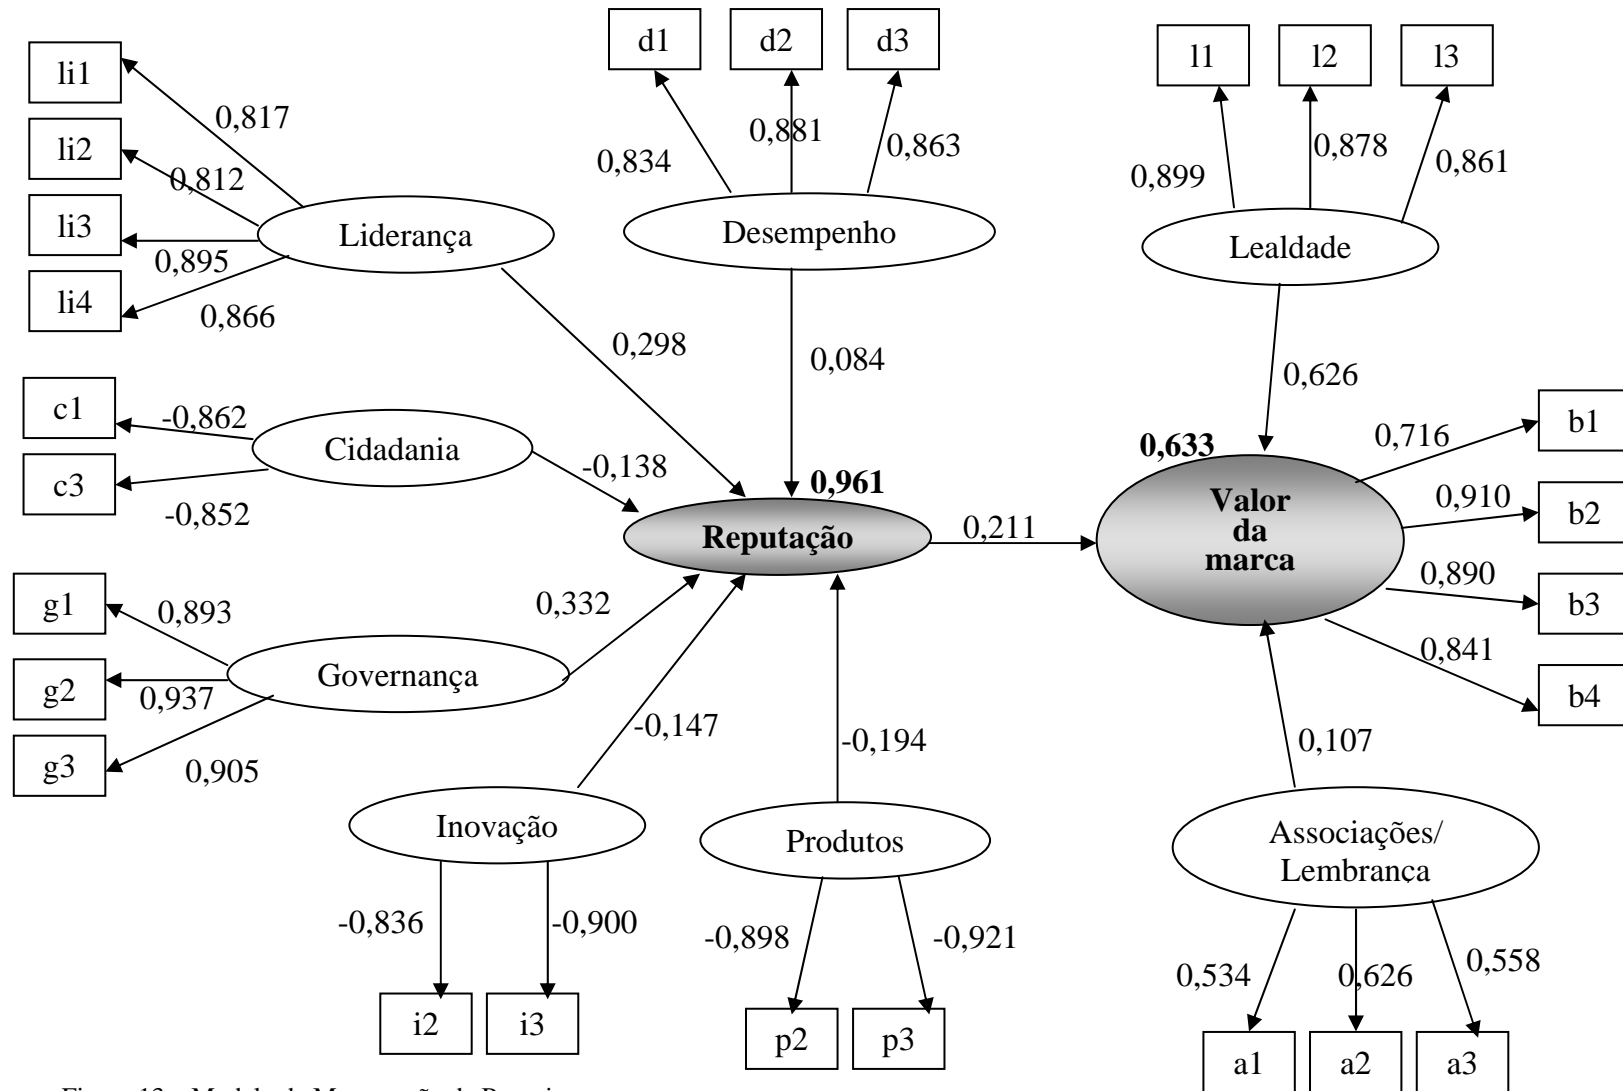 d1
d2
d3
l1
l2
l3
li1
li2
li3
li4
0,817
0,812
0,895
0,866
0,834
0,881
0,863
0,899
0,878
0,861
Liderança
Desempenho
Lealdade
0,298
0,084
0,626
c1
c3
-0,862
-0,852
Cidadania
-0,138
0,961
Reputação
0,211
0,633
Valor
da
marca
0,716
0,910
0,890
0,841
b1
b2
b3
b4
g1
g2
g3
0,893
0,937
0,905
Governança
0,332
-0,147
-0,194
0,107
Inovação
Produtos
Associações/
Lembrança
-0,836
-0,900
-0,898
-0,921
0,534
0,626
0,558
i2
i3
p2
p3
a1
a2
a3